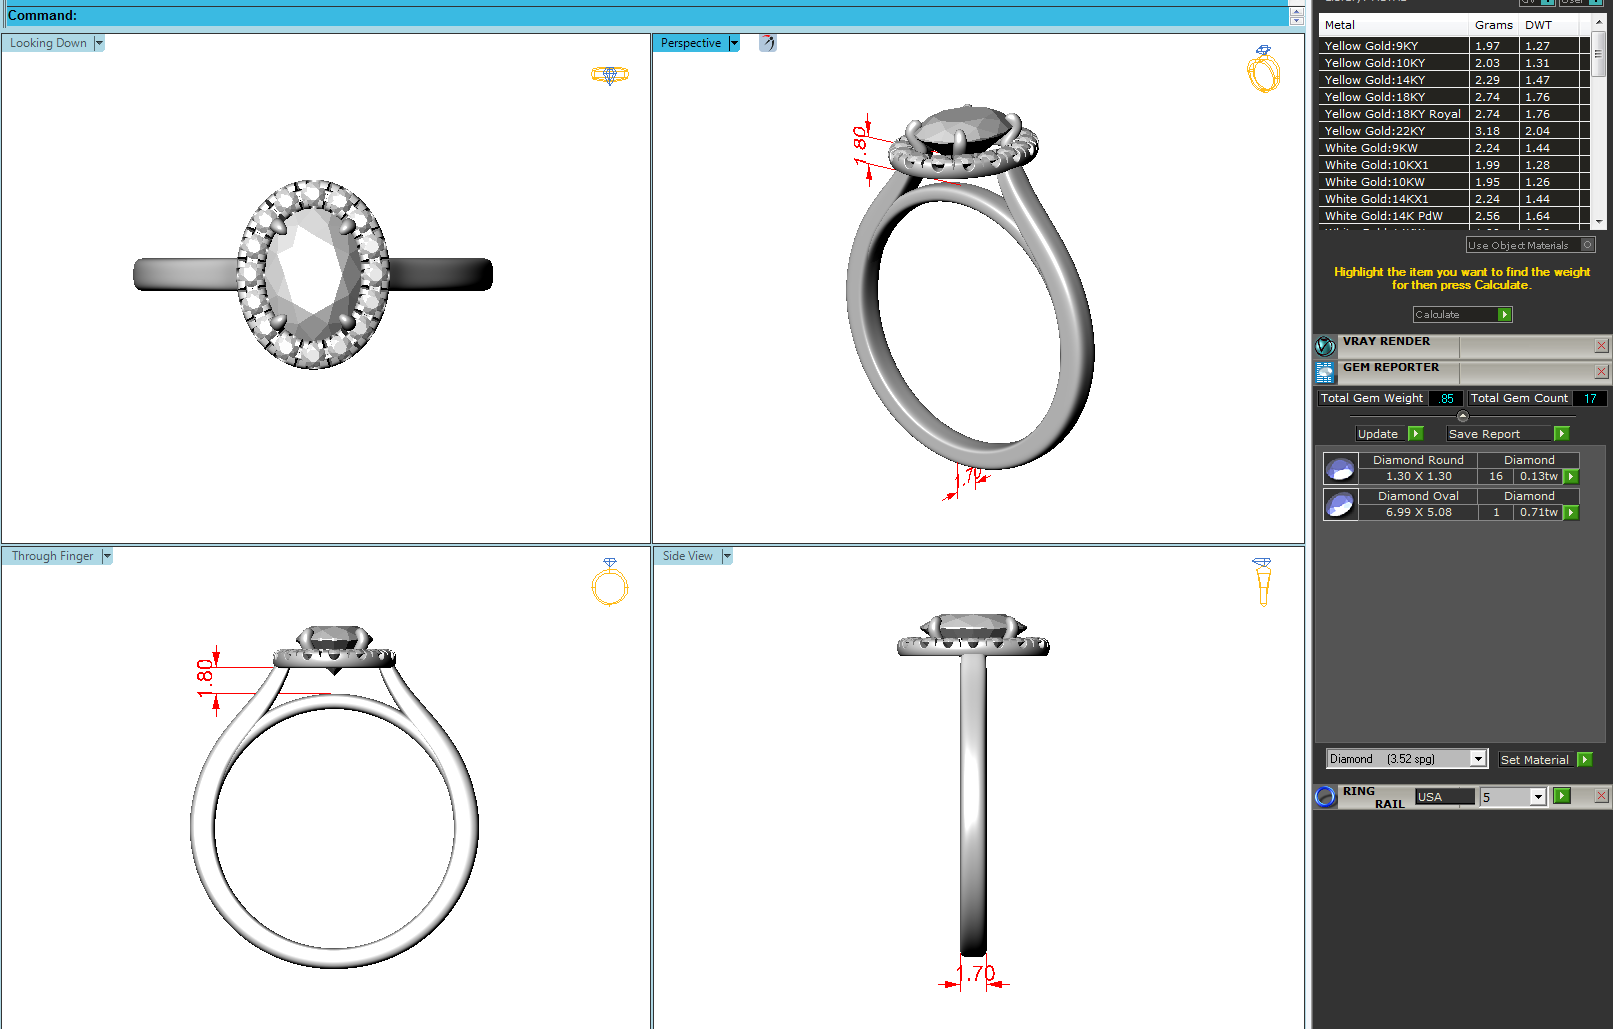 Command:
Looking Down
Perspective
1.80
1.70
Through Finger
1.80
Side View
1.70
Metal Grams DWT
Yellow Gold:9KY 1.97 1.27
Yellow Gold:10KY 2.03 1.31
Yellow Gold:14KY 2.29 1.47
Yellow Gold:18KY 2.74 1.76
Yellow Gold:18KY Royal 2.74 1.76
Yellow Gold:22KY 3.18 2.04
White Gold:9KW 2.24 1.44
White Gold:10KX1 1.99 1.28
White Gold:10KW 1.95 1.26
White Gold:14KX1 2.24 1.44
White Gold:14K PdW 2.56 1.64
Use Object Materials
Highlight the item you want to find the weight
for then press Calculate.
Calculate
VRAY RENDER
GEM REPORTER
Total Gem Weight .85 Total Gem Count 17
Update Save Report
Diamond Round Diamond
1.30 X 1.30 16 0.13tw
Diamond Oval Diamond
6.99 X 5.08 1 0.71tw
Diamond (3.52 spg) Set Material
RING RAIL USA 5